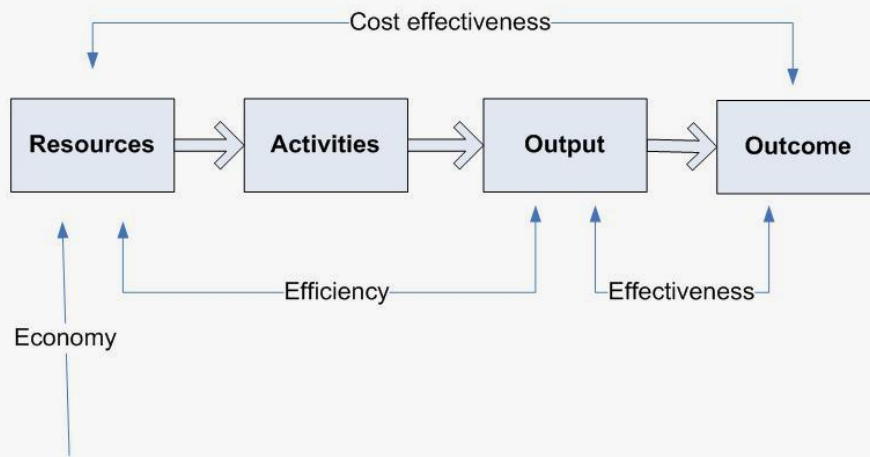 Cost effectiveness
Resources
Activities
Output
Outcome
Efficiency
Effectiveness
Economy